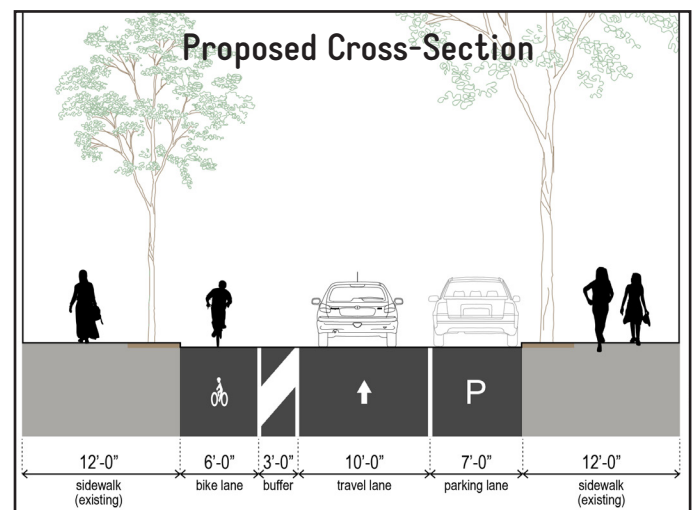 Proposed Cross-Section
P
12'-0" 6'-0" 3'-0" 10'-0" 7'-0" 12'-0"
sidewalk bike lane buffer travel lane parking lane sidewalk
(existing) (existing)